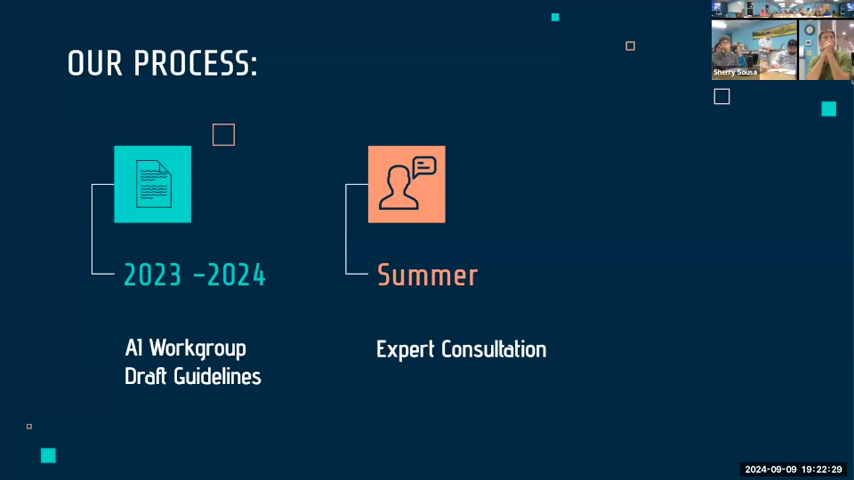 OUR PROCESS:
Sherry Sousa
2023 -2024
Summer
AI Workgroup
Draft Guidelines
Expert Consultation
2024-09-09 19:22:29